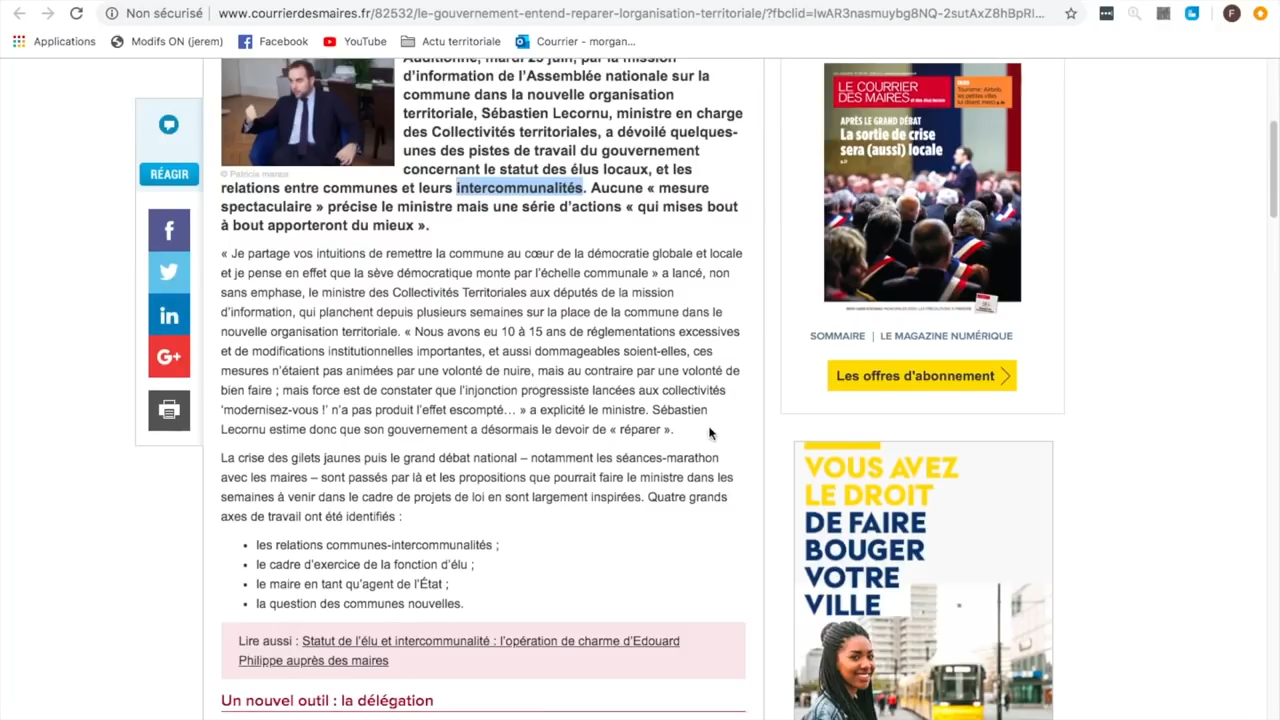 Non sécurisé
www.courrierdesmaires.fr/82532/le-gouvernement-entend-reparer-lorganisation-territoriale/?fbclid=IwAR3nasmuybg8NQ-2sutAxZ8hBpRl...
F
Applications
Modifs ON (jerem)
Facebook
YouTube
Actu territoriale
Courrier - morgan...
Auditionné, mardi 25 juin, par la mission
d'information de l'Assemblée nationale sur la
commune dans la nouvelle organisation
territoriale, Sébastien Lecornu, ministre en charge
des Collectivités territoriales, a dévoilé quelques-
unes des pistes de travail du gouvernement
concernant le statut des élus locaux, et les
© Patricia
relations entre communes et leurs intercommunalités. Aucune « mesure
spectaculaire » précise le ministre mais une série d'actions « qui mises bout
à bout apporteront du mieux ».
RÉAGIR
« Je partage vos intuitions de remettre la commune au cœur de la démocratie globale et locale
et je pense en effet que la sève démocratique monte par l'échelle communale » a lancé, non
sans emphase, le ministre des Collectivités Territoriales aux députés de la mission
d'information, qui planchent depuis plusieurs semaines sur la place de la commune dans le
nouvelle organisation territoriale. « Nous avons eu 10 à 15 ans de réglementations excessives
et de modifications institutionnelles importantes, et aussi dommageables soient-elles, ces
mesures n'étaient pas animées par une volonté de nuire, mais au contraire par une volonté de
bien faire ; mais force est de constater que l'injonction progressiste lancées aux collectivités
'modernisez-vous !' n'a pas produit l'effet escompté… » a explicité le ministre. Sébastien
Lecornu estime donc que son gouvernement a désormais le devoir de « réparer ».
La crise des gilets jaunes puis le grand débat national – notamment les séances-marathon
avec les maires – sont passés par là et les propositions que pourrait faire le ministre dans les
semaines à venir dans le cadre de projets de loi en sont largement inspirées. Quatre grands
axes de travail ont été identifiés :
• les relations communes-intercommunalités ;
• le cadre d'exercice de la fonction d'élu ;
• le maire en tant qu'agent de l'État ;
• la question des communes nouvelles.
Lire aussi : Statut de l'élu et intercommunalité : l'opération de charme d'Edouard
Philippe auprès des maires
Un nouvel outil : la délégation
LE COURRIER
DES MAIRES
Tourisme: Airbnb,
les petites villes
lui disent merci
APRÈS LE GRAND DÉBAT
La sortie de crise
sera (aussi) locale
SOMMAIRE | LE MAGAZINE NUMÉRIQUE
Les offres d'abonnement
VOUS AVEZ
LE DROIT
DE FAIRE
BOUGER
VOTRE
VILLE